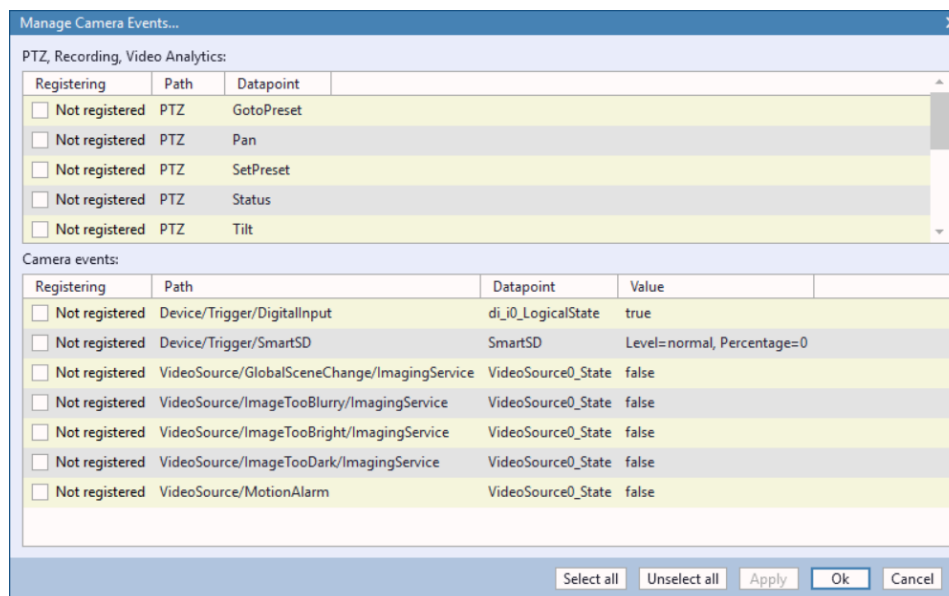 Manage Camera Events...
PTZ, Recording, Video Analytics:
Registering Path Datapoint
Not registered PTZ GotoPreset
Not registered PTZ Pan
Not registered PTZ SetPreset
Not registered PTZ Status
Not registered PTZ Tilt
Camera events:
Registering Path Datapoint Value
Not registered Device/Trigger/DigitalInput di_i0_LogicalState true
Not registered Device/Trigger/SmartSD SmartSD Level=normal, Percentage=0
Not registered VideoSource/GlobalSceneChange/ImagingService VideoSource0_State false
Not registered VideoSource/ImageTooBlurry/ImagingService VideoSource0_State false
Not registered VideoSource/ImageTooBright/ImagingService VideoSource0_State false
Not registered VideoSource/ImageTooDark/ImagingService VideoSource0_State false
Not registered VideoSource/MotionAlarm VideoSource0_State false
Select all Unselect all Apply Ok Cancel